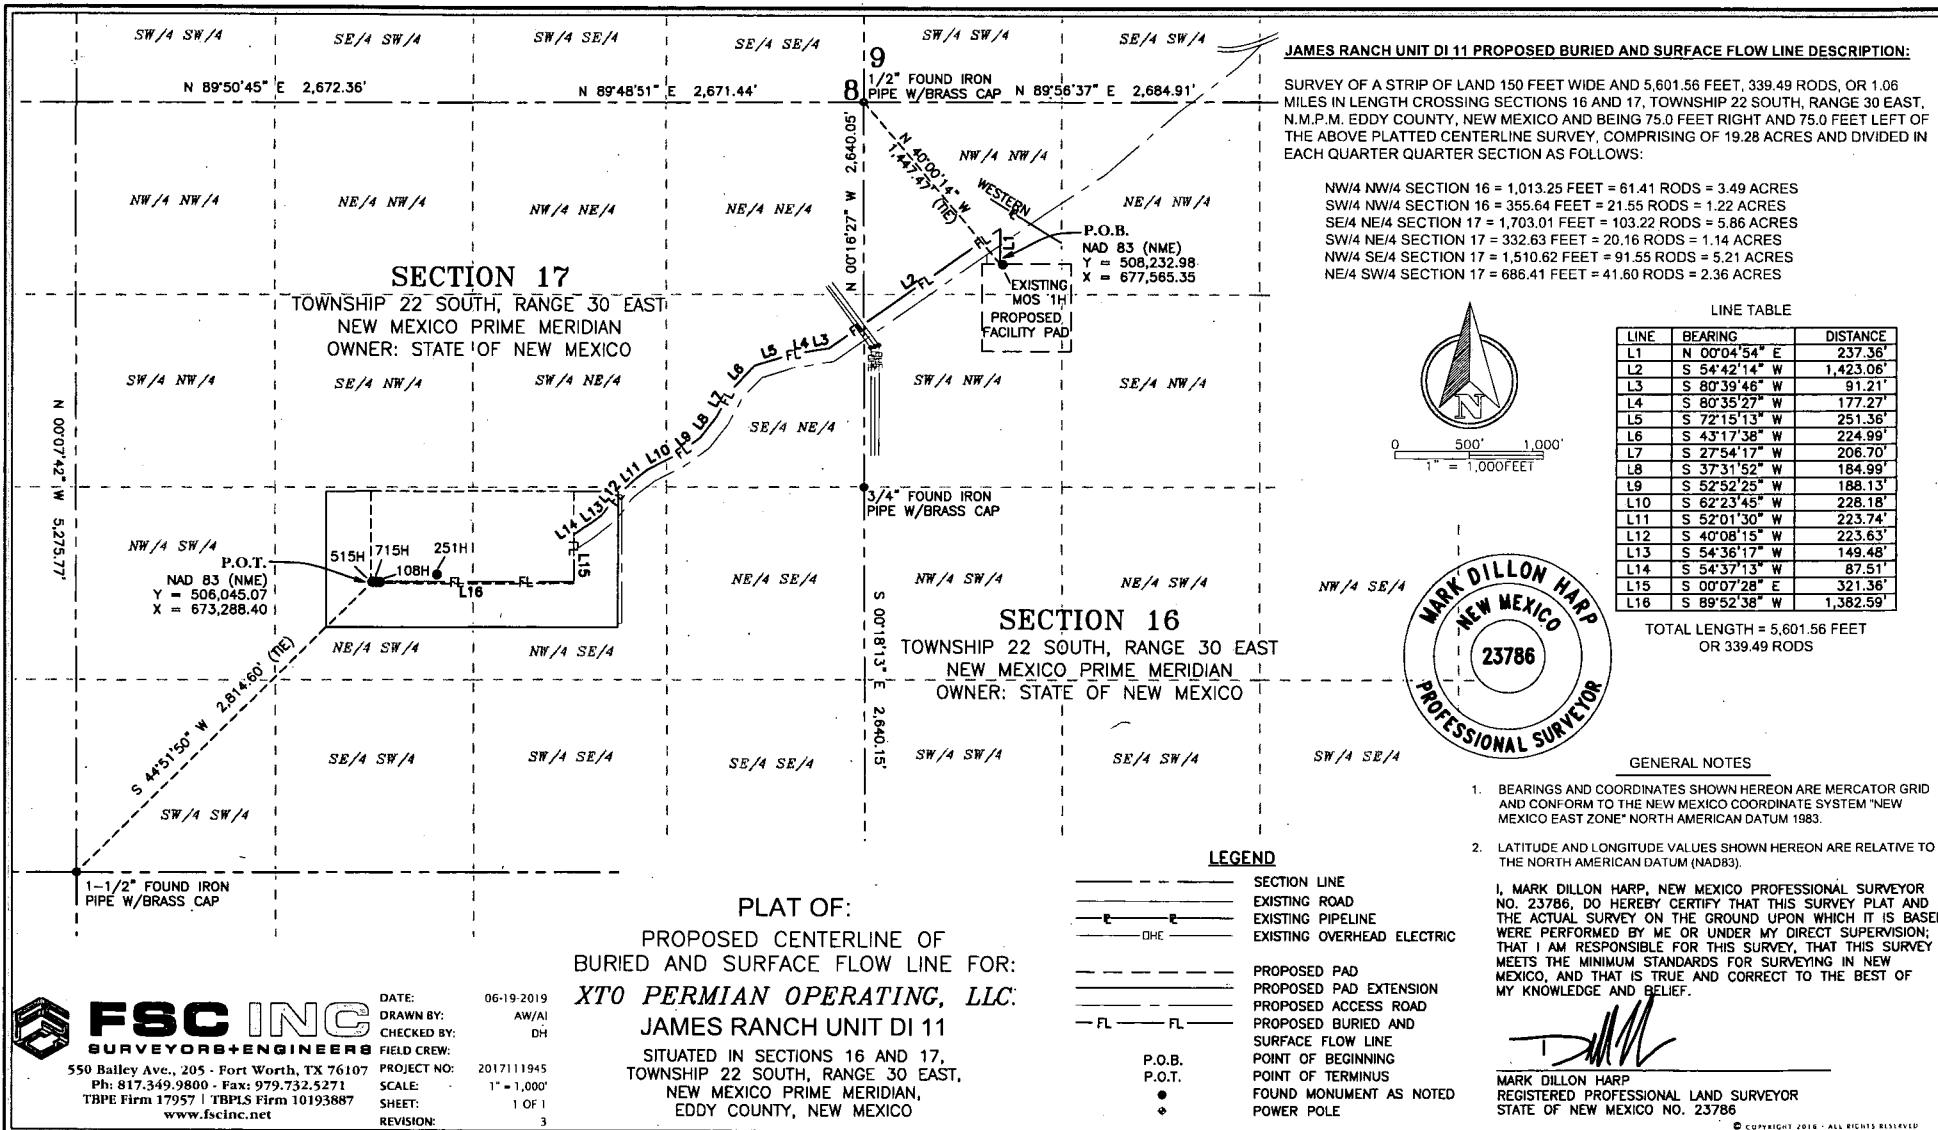 SW/4 SW/4
SE/4 SW/4
SW/4 SE/4
SE/4 SE/4
SW/4 SW/4
SE/4 SW/4
N 89°50'45" E 2,672.36'
N 89°48'51" E 2,671.44'
9
8
1/2" FOUND IRON
PIPE W/BRASS CAP
N 89°56'37" E 2,684.91'
N 00°16'27" W 2,640.05'
N 40°00'14" W
1,447.47' (TIE)
NW/4 NW/4
WESTERN
NW/4 NW/4
NE/4 NW/4
NW/4 NE/4
NE/4 NE/4
NE/4 NW/4
P.O.B.
NAD 83 (NME)
Y = 508,232.98
X = 677,565.35
L1
FL
L2
FL
EXISTING
MOS 1H
PROPOSED
FACILITY PAD
SECTION 17
TOWNSHIP 22 SOUTH, RANGE 30 EAST
NEW MEXICO PRIME MERIDIAN
OWNER: STATE OF NEW MEXICO
FL
L3
L4
FL
L5
L6
L7
FL
L8
L9
FL
L10
L11
L12
FL
L13
L14
FL
L15
OHE
SW/4 NW/4
SE/4 NW/4
SW/4 NE/4
SE/4 NE/4
SW/4 NW/4
SE/4 NW/4
N 00°07'42" W 5,275.77'
3/4" FOUND IRON
PIPE W/BRASS CAP
NW/4 SW/4
P.O.T.
NAD 83 (NME)
Y = 506,045.07
X = 673,288.40
515H
715H
108H
251H
FL
FL
L16
NE/4 SE/4
NW/4 SW/4
NE/4 SW/4
NW/4 SE/4
S 00°18'13" E 2,640.15'
SECTION 16
TOWNSHIP 22 SOUTH, RANGE 30 EAST
NEW MEXICO PRIME MERIDIAN
OWNER: STATE OF NEW MEXICO
NE/4 SW/4
NW/4 SE/4
S 44°51'50" W 2,814.60' (TIE)
SE/4 SW/4
SW/4 SE/4
SE/4 SE/4
SW/4 SW/4
SE/4 SW/4
SW/4 SE/4
SW/4 SW/4
1-1/2" FOUND IRON
PIPE W/BRASS CAP
JAMES RANCH UNIT DI 11 PROPOSED BURIED AND SURFACE FLOW LINE DESCRIPTION:
SURVEY OF A STRIP OF LAND 150 FEET WIDE AND 5,601.56 FEET, 339.49 RODS, OR 1.06
MILES IN LENGTH CROSSING SECTIONS 16 AND 17, TOWNSHIP 22 SOUTH, RANGE 30 EAST,
N.M.P.M. EDDY COUNTY, NEW MEXICO AND BEING 75.0 FEET RIGHT AND 75.0 FEET LEFT OF
THE ABOVE PLATTED CENTERLINE SURVEY, COMPRISING OF 19.28 ACRES AND DIVIDED IN
EACH QUARTER QUARTER SECTION AS FOLLOWS:
NW/4 NW/4 SECTION 16 = 1,013.25 FEET = 61.41 RODS = 3.49 ACRES
SW/4 NW/4 SECTION 16 = 355.64 FEET = 21.55 RODS = 1.22 ACRES
SE/4 NE/4 SECTION 17 = 1,703.01 FEET = 103.22 RODS = 5.86 ACRES
SW/4 NE/4 SECTION 17 = 332.63 FEET = 20.16 RODS = 1.14 ACRES
NW/4 SE/4 SECTION 17 = 1,510.62 FEET = 91.55 RODS = 5.21 ACRES
NE/4 SW/4 SECTION 17 = 686.41 FEET = 41.60 RODS = 2.36 ACRES
N
0 500' 1,000'
1" = 1,000FEET
LINE TABLE
LINE BEARING DISTANCE
L1 N 00°04'54" E 237.36'
L2 S 54°42'14" W 1,423.06'
L3 S 80°39'46" W 91.21'
L4 S 80°35'27" W 177.27'
L5 S 72°15'13" W 251.36'
L6 S 43°17'38" W 224.99'
L7 S 27°54'17" W 206.70'
L8 S 37°31'52" W 184.99'
L9 S 52°52'25" W 188.13'
L10 S 62°23'45" W 228.18'
L11 S 52°01'30" W 223.74'
L12 S 40°08'15" W 223.63'
L13 S 54°36'17" W 149.48'
L14 S 54°37'13" W 87.51'
L15 S 00°07'28" E 321.36'
L16 S 89°52'38" W 1,382.59'
TOTAL LENGTH = 5,601.56 FEET
OR 339.49 RODS
MARK DILLON HARP
NEW MEXICO
23786
PROFESSIONAL SURVEYOR
GENERAL NOTES
1. BEARINGS AND COORDINATES SHOWN HEREON ARE MERCATOR GRID
AND CONFORM TO THE NEW MEXICO COORDINATE SYSTEM "NEW
MEXICO EAST ZONE" NORTH AMERICAN DATUM 1983.
2. LATITUDE AND LONGITUDE VALUES SHOWN HEREON ARE RELATIVE TO
THE NORTH AMERICAN DATUM (NAD83).
I, MARK DILLON HARP, NEW MEXICO PROFESSIONAL SURVEYOR
NO. 23786, DO HEREBY CERTIFY THAT THIS SURVEY PLAT AND
THE ACTUAL SURVEY ON THE GROUND UPON WHICH IT IS BASED
WERE PERFORMED BY ME OR UNDER MY DIRECT SUPERVISION;
THAT I AM RESPONSIBLE FOR THIS SURVEY, THAT THIS SURVEY
MEETS THE MINIMUM STANDARDS FOR SURVEYING IN NEW
MEXICO, AND THAT IS TRUE AND CORRECT TO THE BEST OF
MY KNOWLEDGE AND BELIEF.
MARK DILLON HARP
REGISTERED PROFESSIONAL LAND SURVEYOR
STATE OF NEW MEXICO NO. 23786
© COPYRIGHT 2016 - ALL RIGHTS RESERVED
LEGEND
SECTION LINE
EXISTING ROAD
EXISTING PIPELINE
OHE EXISTING OVERHEAD ELECTRIC
PROPOSED PAD
PROPOSED PAD EXTENSION
PROPOSED ACCESS ROAD
FL FL PROPOSED BURIED AND
SURFACE FLOW LINE
P.O.B. POINT OF BEGINNING
P.O.T. POINT OF TERMINUS
FOUND MONUMENT AS NOTED
POWER POLE
PLAT OF:
PROPOSED CENTERLINE OF
BURIED AND SURFACE FLOW LINE FOR:
XTO PERMIAN OPERATING, LLC.
JAMES RANCH UNIT DI 11
SITUATED IN SECTIONS 16 AND 17,
TOWNSHIP 22 SOUTH, RANGE 30 EAST,
NEW MEXICO PRIME MERIDIAN,
EDDY COUNTY, NEW MEXICO
FSC INC
SURVEYORS+ENGINEERS
550 Bailey Ave., 205 - Fort Worth, TX 76107
Ph: 817.349.9800 - Fax: 979.732.5271
TBPE Firm 17957 | TBPLS Firm 10193887
www.fscinc.net
DATE: 06-19-2019
DRAWN BY: AW/AI
CHECKED BY: DH
FIELD CREW:
PROJECT NO: 2017111945
SCALE: 1" = 1,000'
SHEET: 1 OF 1
REVISION: 3